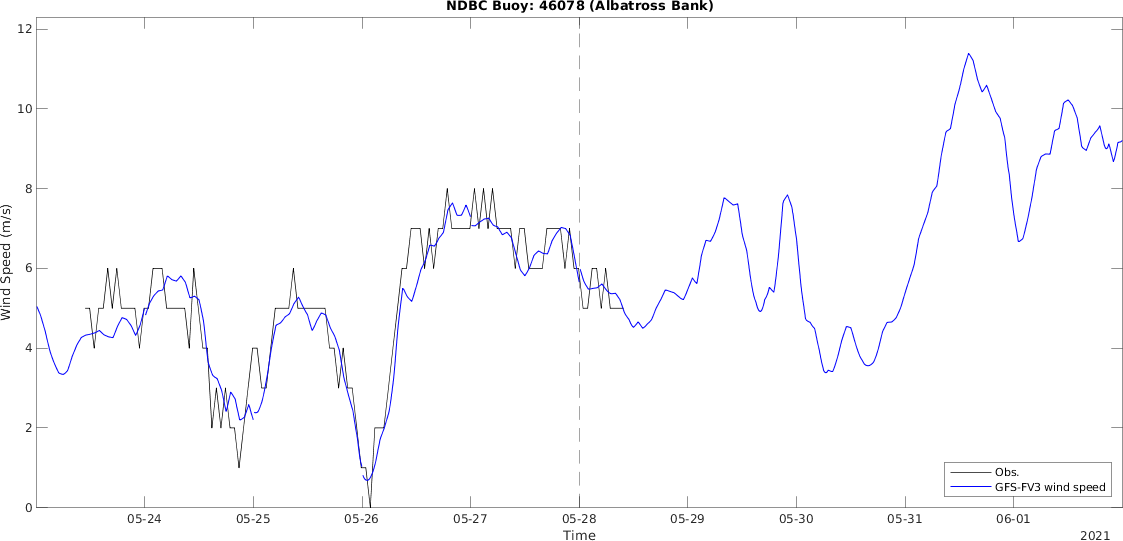 NDBC Buoy: 46078 (Albatross Bank)
12
10
8
6
4
2
0
Wind Speed (m/s)
05-24 05-25 05-26 05-27 05-28 05-29 05-30 05-31 06-01
Time
2021
Obs.
GFS-FV3 wind speed